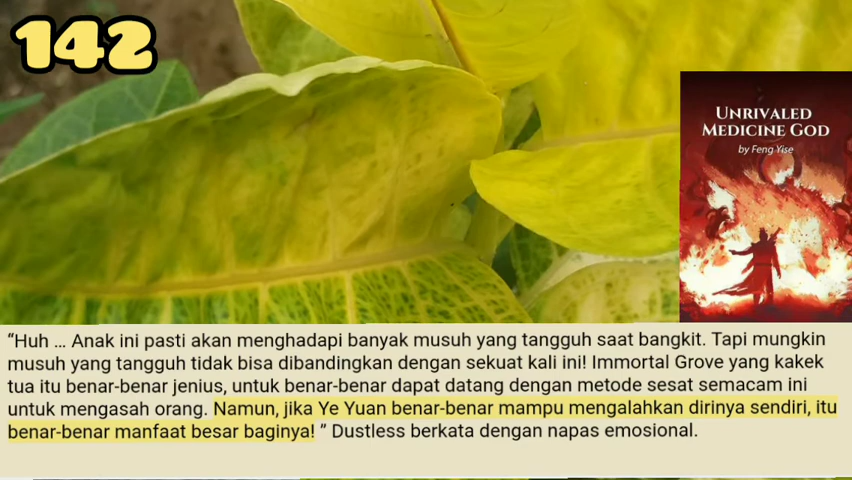 142
UNRIVALED
MEDICINE GOD
by Feng Yise
“Huh ... Anak ini pasti akan menghadapi banyak musuh yang tangguh saat bangkit. Tapi mungkin
musuh yang tangguh tidak bisa dibandingkan dengan sekuat kali ini! Immortal Grove yang kakek
tua itu benar-benar jenius, untuk benar-benar dapat datang dengan metode sesat semacam ini
untuk mengasah orang. Namun, jika Ye Yuan benar-benar mampu mengalahkan dirinya sendiri, itu
benar-benar manfaat besar baginya! ” Dustless berkata dengan napas emosional.